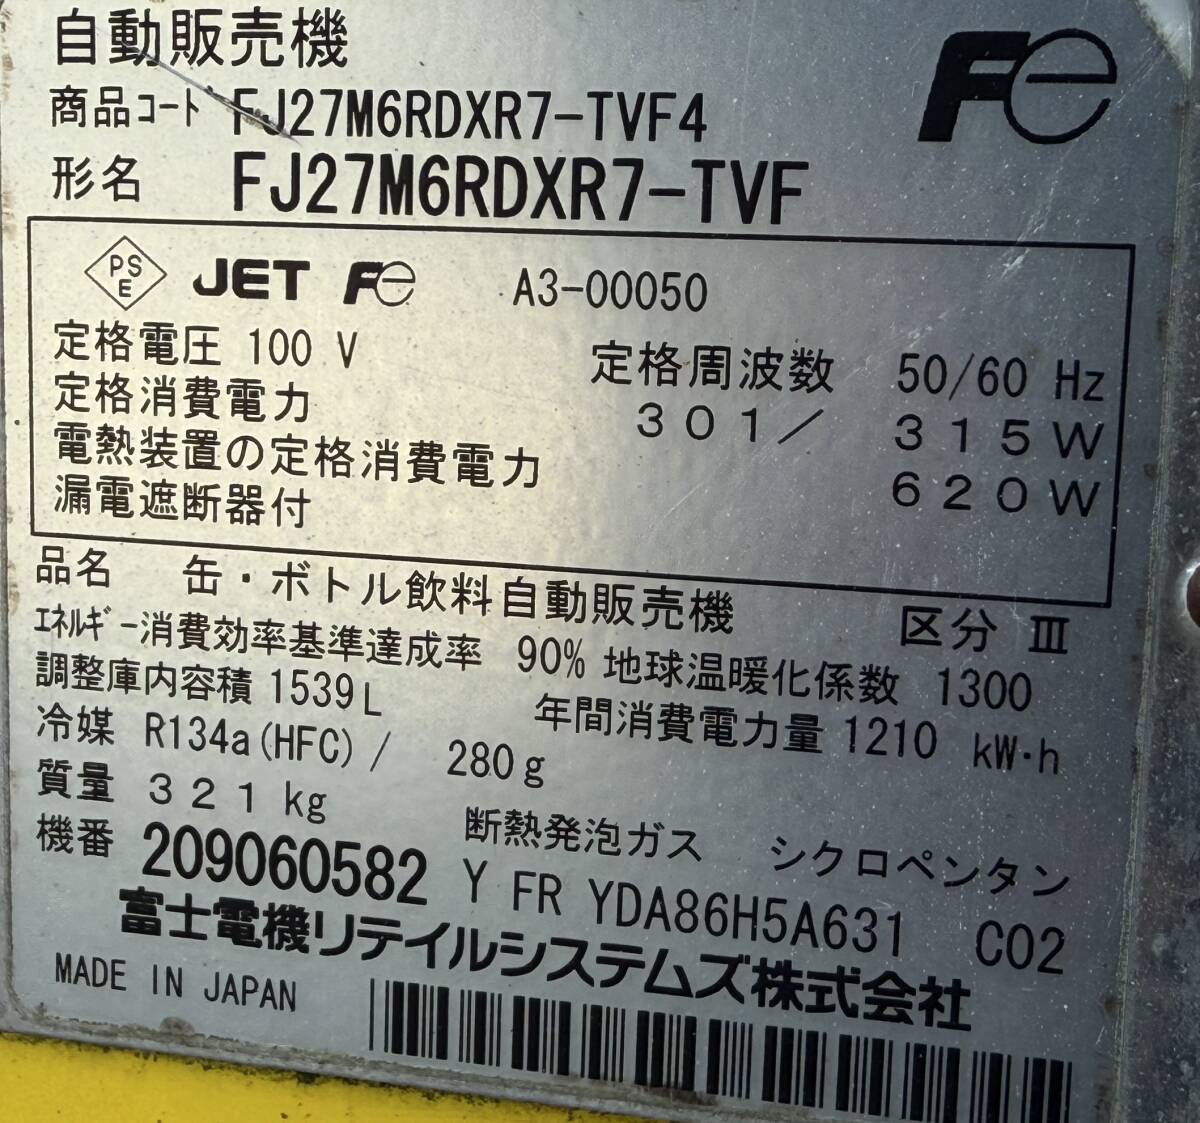 自動販売機
Fe
商品コード FJ27M6RDXR7-TVF4
形名 FJ27M6RDXR7-TVF
PSE JET Fe A3-00050
定格電圧 100 V 定格周波数 50/60 Hz
定格消費電力 301/ 315W
電熱装置の定格消費電力 620W
漏電遮断器付
品名 缶・ボトル飲料自動販売機 区分 Ⅲ
エネルギー消費効率基準達成率 90% 地球温暖化係数 1300
調整庫内容積 1539L 年間消費電力量 1210 kW·h
冷媒 R134a(HFC)/ 280g
質量 321kg 断熱発泡ガス シクロペンタン
機番 209060582 Y FR YDA86H5A631 CO2
富士電機リテイルシステムズ株式会社
MADE IN JAPAN